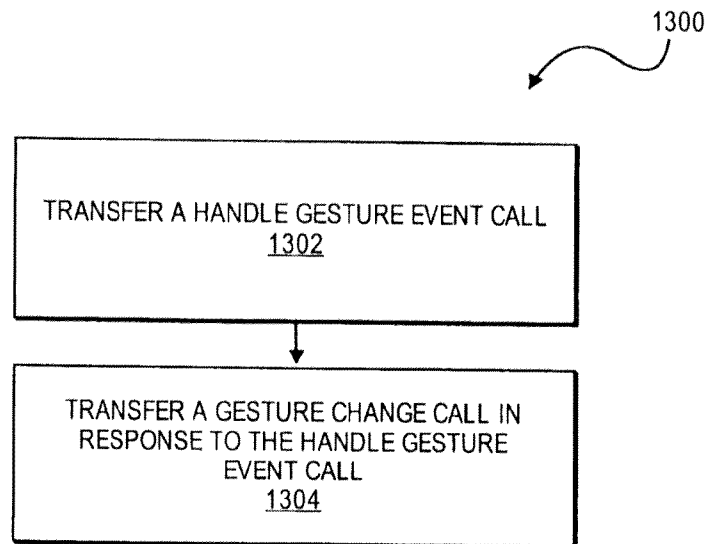 1300
TRANSFER A HANDLE GESTURE EVENT CALL
1302
TRANSFER A GESTURE CHANGE CALL IN
RESPONSE TO THE HANDLE GESTURE
EVENT CALL
1304